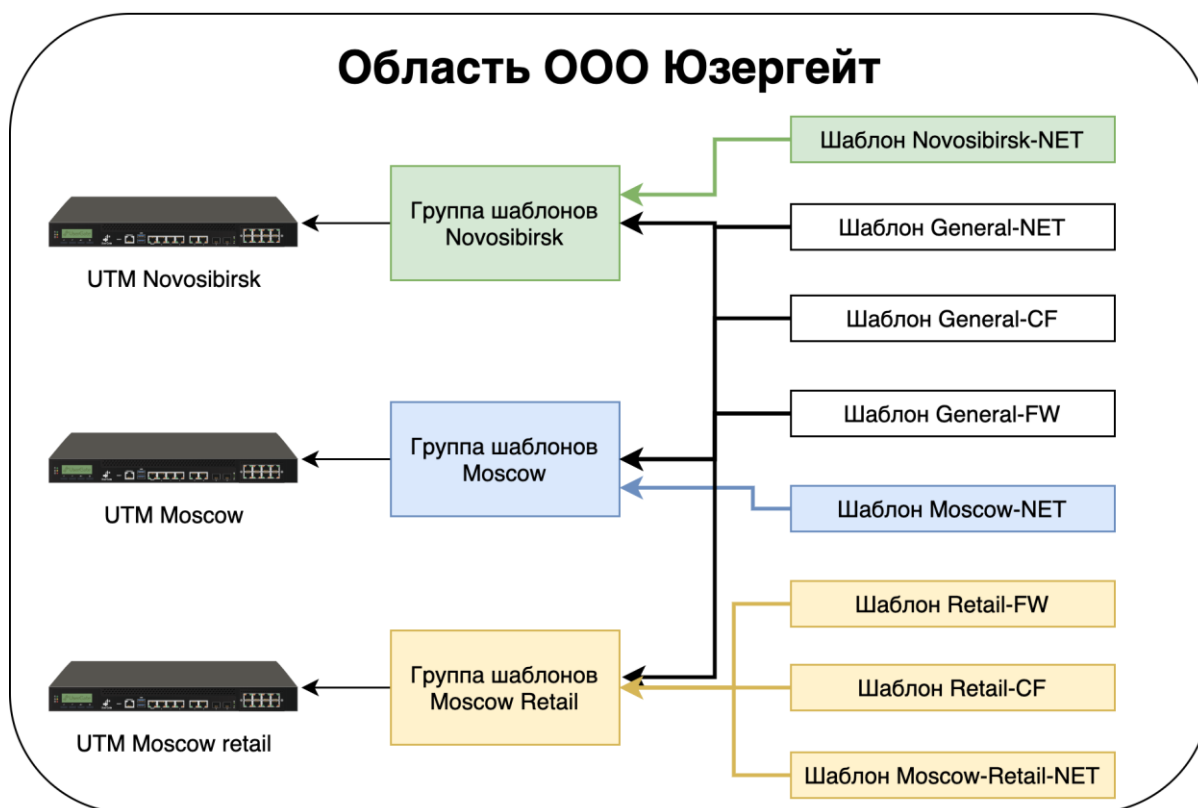 Область ООО Юзергейт
Шаблон Novosibirsk-NET
Группа шаблонов
Novosibirsk
UTM Novosibirsk
Шаблон General-NET
Шаблон General-CF
Шаблон General-FW
Группа шаблонов
Moscow
UTM Moscow
Шаблон Moscow-NET
Шаблон Retail-FW
Группа шаблонов
Moscow Retail
UTM Moscow retail
Шаблон Retail-CF
Шаблон Moscow-Retail-NET